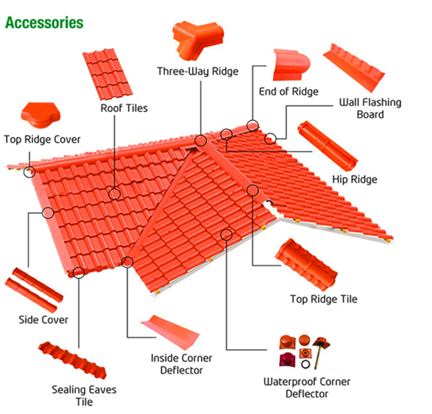 Accessories
Three-Way Ridge
Roof Tiles
End of Ridge
Wall Flashing
Board
Top Ridge Cover
Hip Ridge
Top Ridge Tile
Side Cover
Inside Corner
Deflector
Sealing Eaves
Tile
Waterproof Corner
Deflector